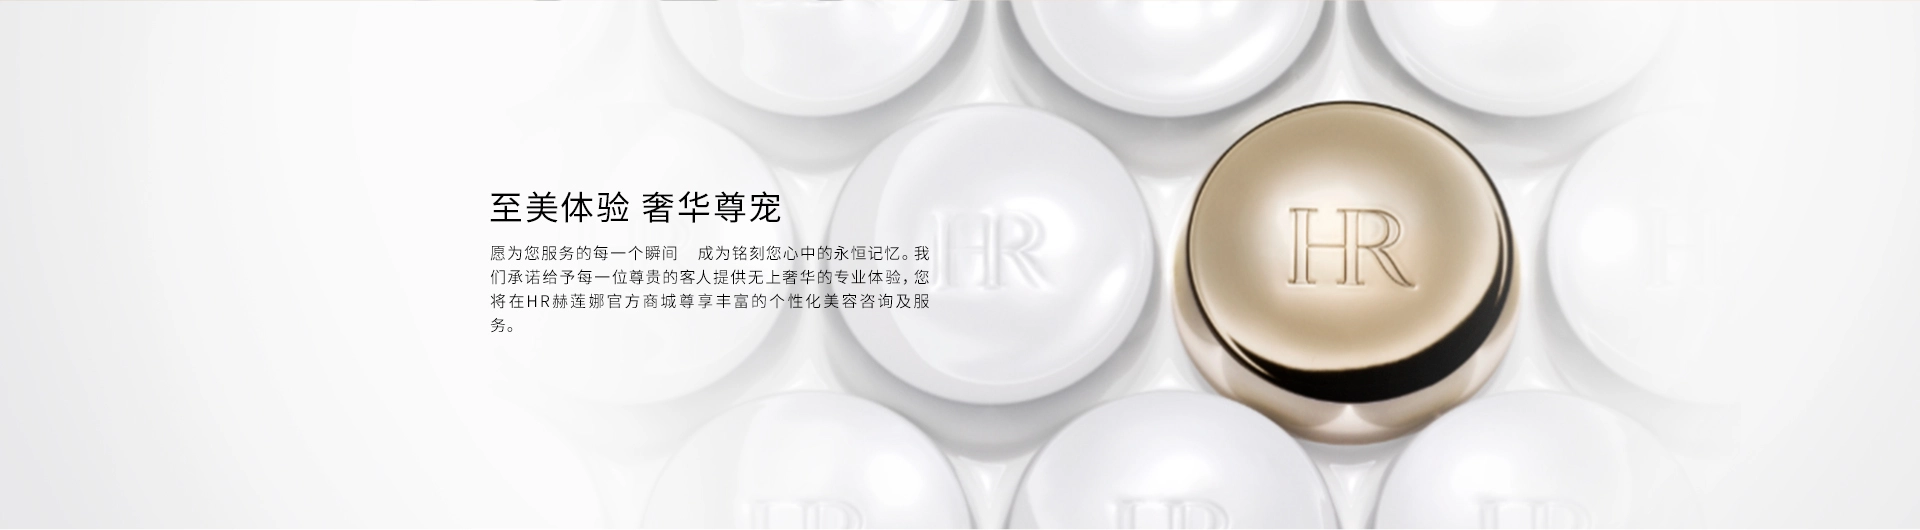 至美体验 奢华尊宠
愿为您服务的每一个瞬间 成为铭刻您心中的永恒记忆。我
们承诺给予每一位尊贵的客人提供无上奢华的专业体验，您
将在HR赫莲娜官方商城尊享丰富的个性化美容咨询及服
务。
HR
HR
HR
HR
HR
HR